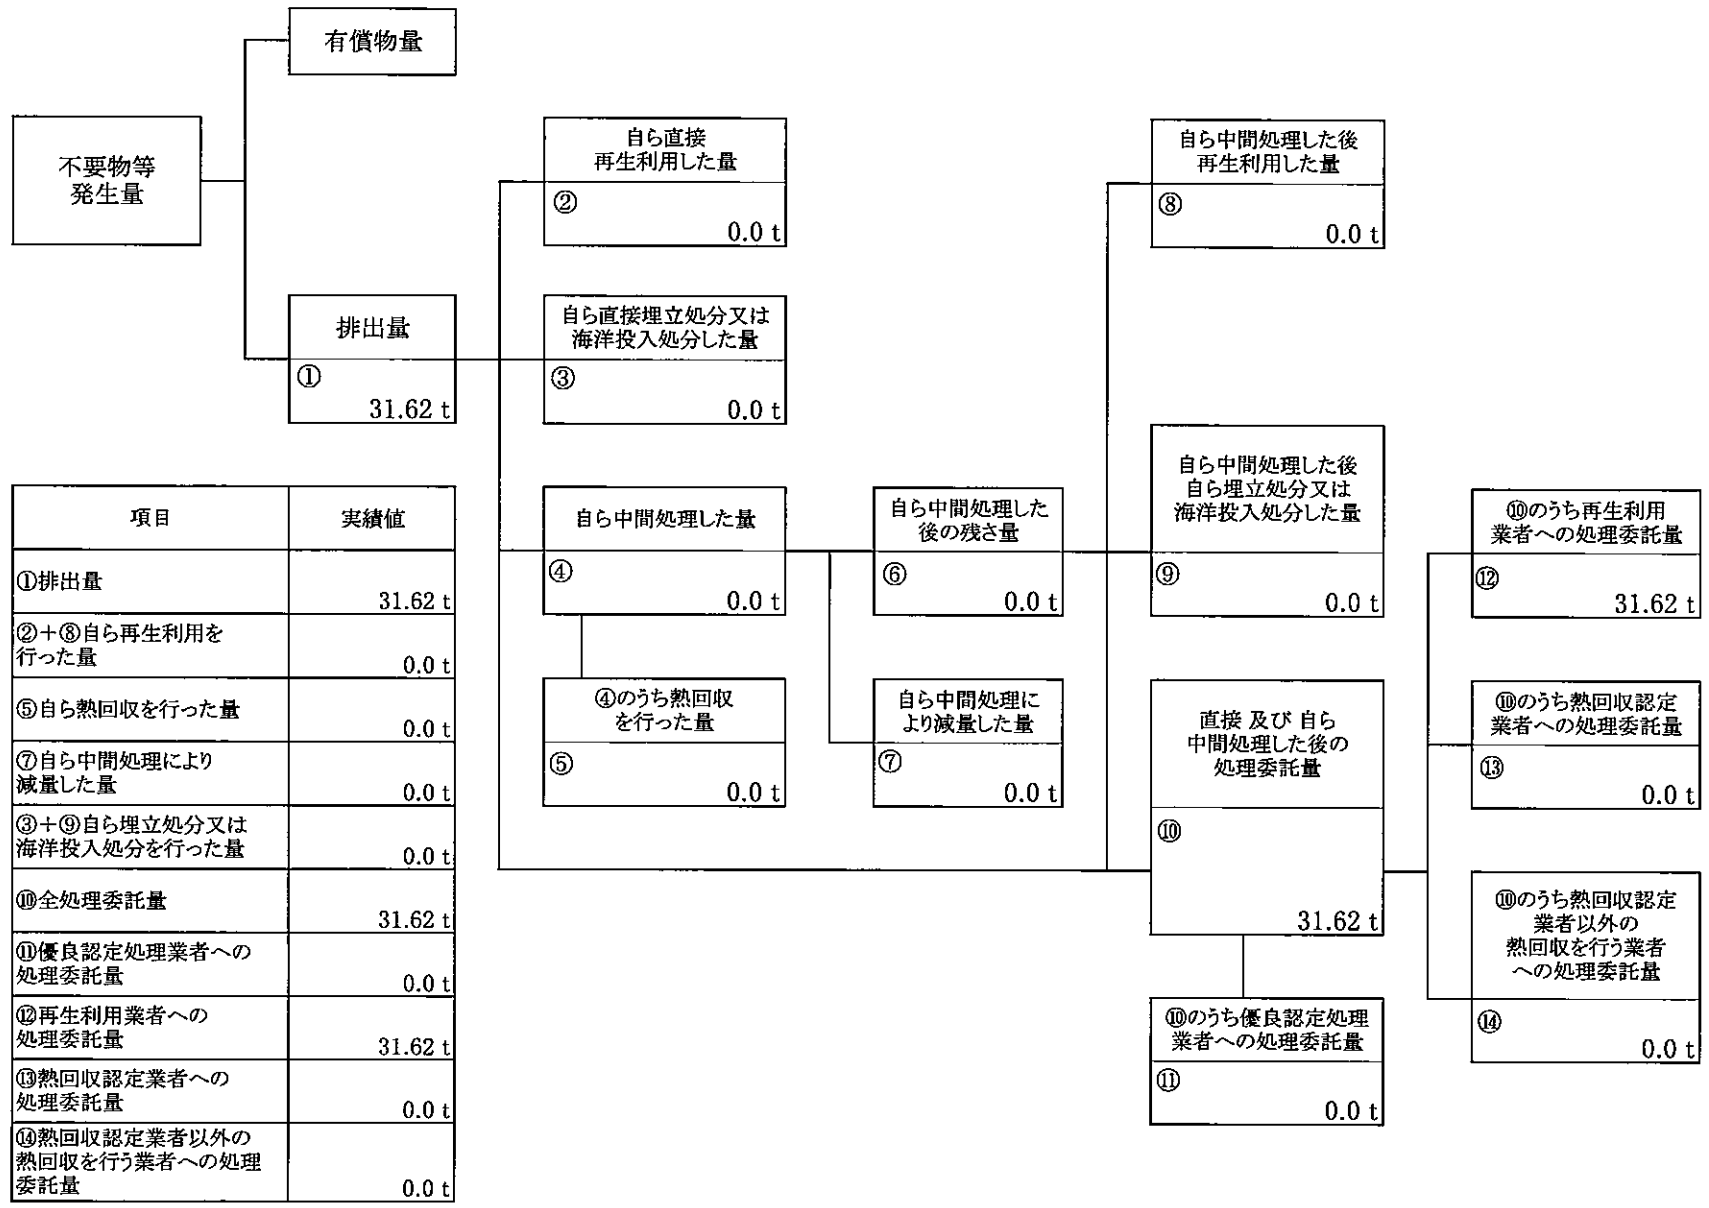 有償物量
不要物等
発生量
排出量
①
31.62 t
自ら直接
再生利用した量
②
0.0 t
自ら直接埋立処分又は
海洋投入処分した量
③
0.0 t
自ら中間処理した量
④
0.0 t
④のうち熱回収
を行った量
⑤
0.0 t
自ら中間処理した
後の残さ量
⑥
0.0 t
自ら中間処理に
より減量した量
⑦
0.0 t
自ら中間処理した後
再生利用した量
⑧
0.0 t
自ら中間処理した後
自ら埋立処分又は
海洋投入処分した量
⑨
0.0 t
直接 及び 自ら
中間処理した後の
処理委託量
⑩
31.62 t
⑩のうち優良認定処理
業者への処理委託量
⑪
0.0 t
⑩のうち再生利用
業者への処理委託量
⑫
31.62 t
⑩のうち熱回収認定
業者への処理委託量
⑬
0.0 t
⑩のうち熱回収認定
業者以外の
熱回収を行う業者
への処理委託量
⑭
0.0 t
項目 実績値
①排出量
31.62 t
②＋⑧自ら再生利用を
行った量
0.0 t
⑤自ら熱回収を行った量
0.0 t
⑦自ら中間処理により
減量した量
0.0 t
③＋⑨自ら埋立処分又は
海洋投入処分を行った量
0.0 t
⑩全処理委託量
31.62 t
⑪優良認定処理業者への
処理委託量
0.0 t
⑫再生利用業者への
処理委託量
31.62 t
⑬熱回収認定業者への
処理委託量
0.0 t
⑭熱回収認定業者以外の
熱回収を行う業者への処理
委託量
0.0 t